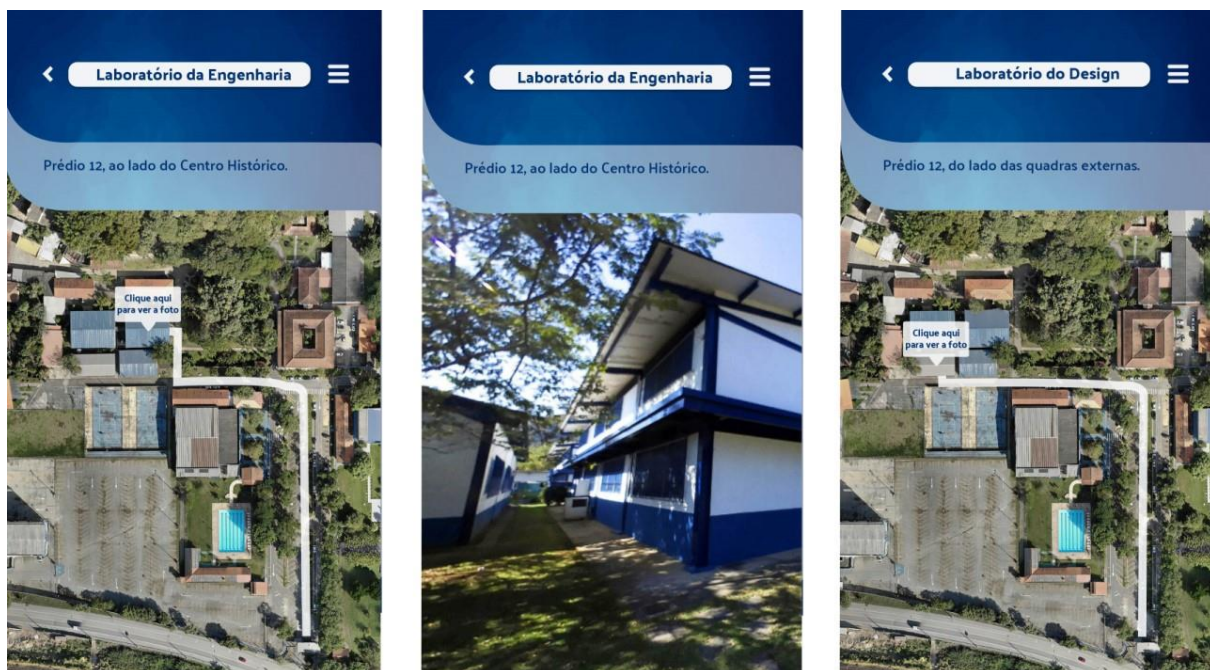 Laboratório da Engenharia
Prédio 12, ao lado do Centro Histórico.
Clique aqui
para ver a foto
Laboratório da Engenharia
Prédio 12, ao lado do Centro Histórico.
Laboratório do Design
Prédio 12, do lado das quadras externas.
Clique aqui
para ver a foto